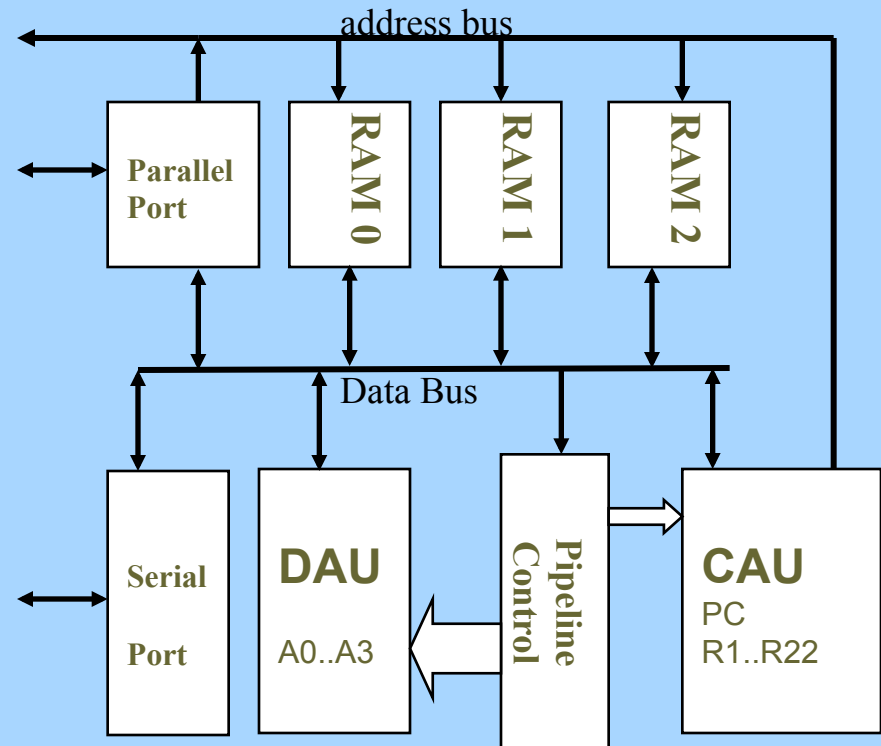 address bus
Parallel
Port
RAM 0
RAM 1
RAM 2
Data Bus
Serial
Port
DAU
A0..A3
Pipeline
Control
CAU
PC
R1..R22